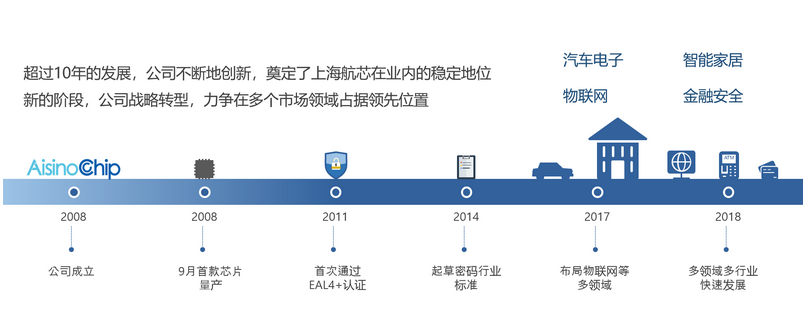 超过10年的发展，公司不断地创新，奠定了上海航芯在业内的稳定地位
新的阶段，公司战略转型，力争在多个市场领域占据领先位置
汽车电子
智能家居
物联网
金融安全
AisinoChip
ATM
2008
2008
2011
2014
2017
2018
公司成立
9月首款芯片
量产
首次通过
EAL4+认证
起草密码行业
标准
布局物联网等
多领域
多领域多行业
快速发展